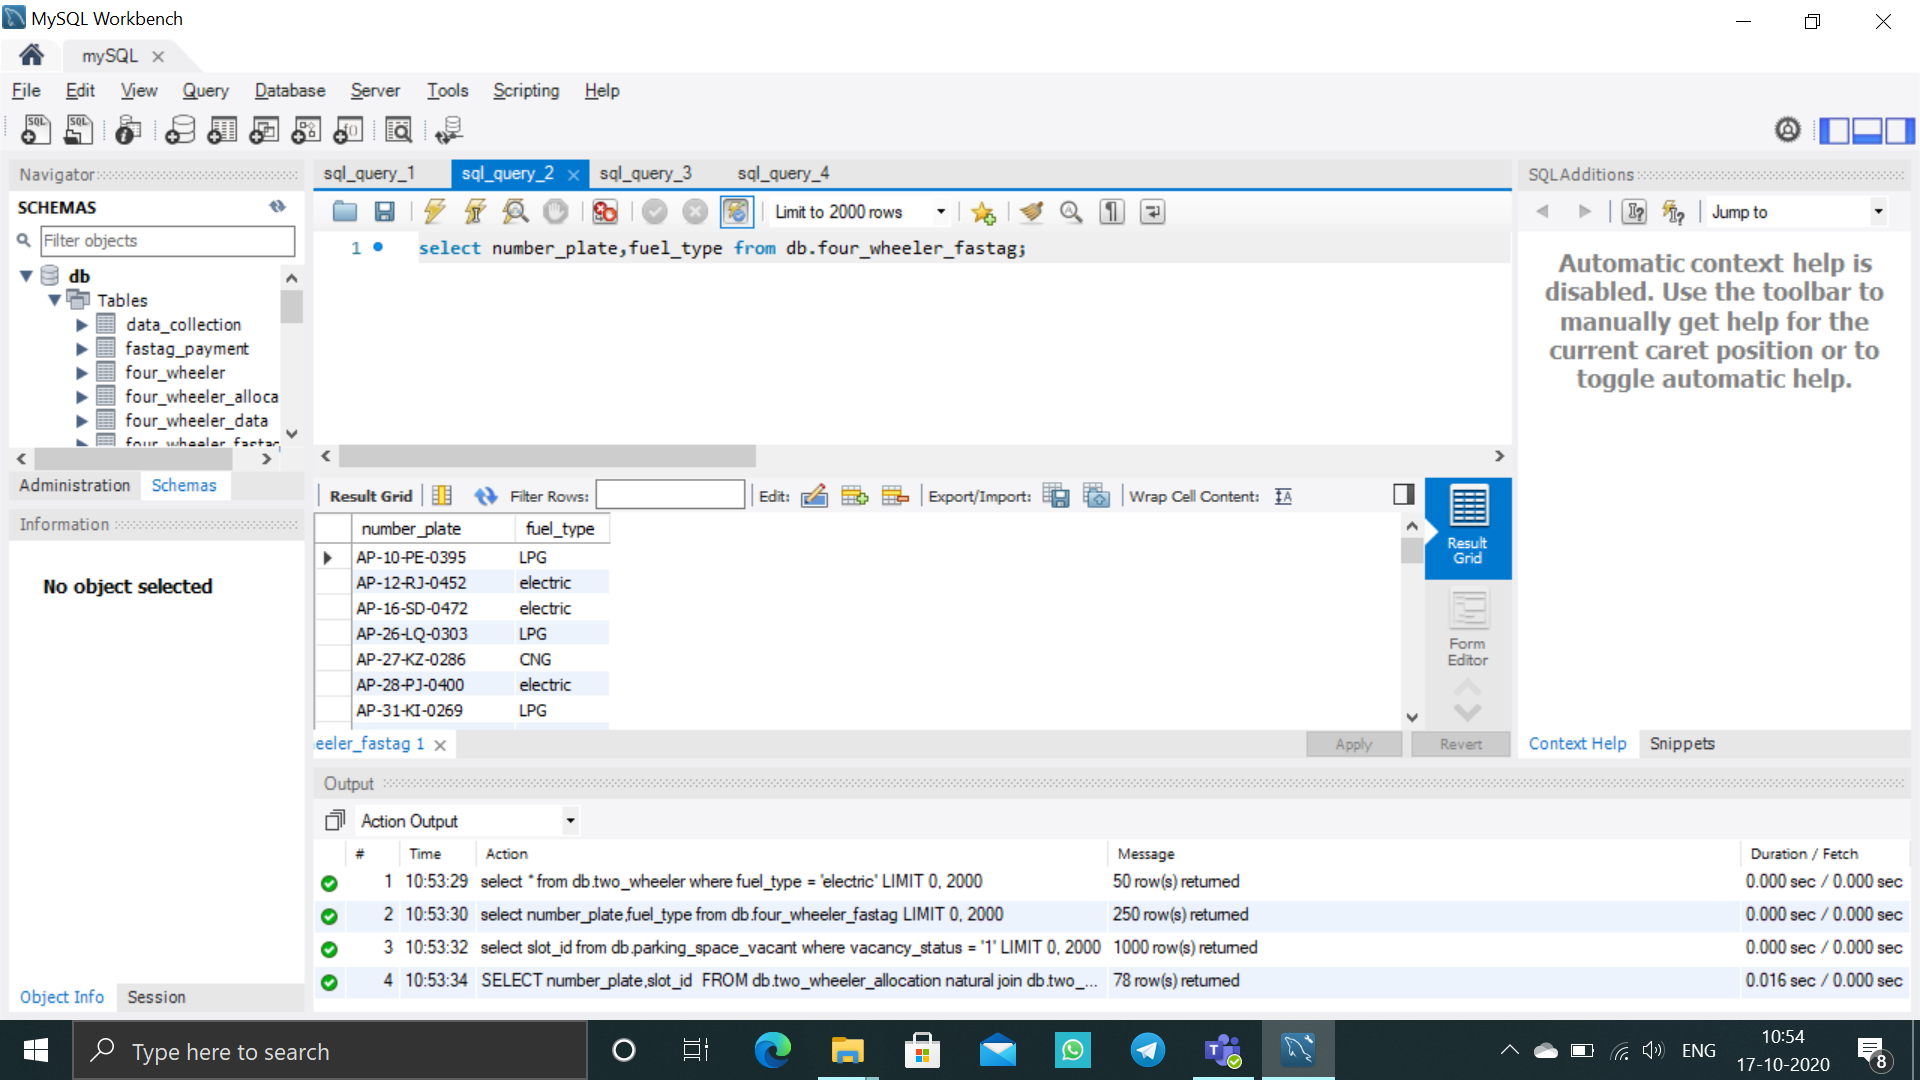 MySQL Workbench
mySQL
File Edit View Query Database Server Tools Scripting Help
Navigator
SCHEMAS
Filter objects
db
Tables
data_collection
fastag_payment
four_wheeler
four_wheeler_alloca
four_wheeler_data
four_wheeler_fastag
Administration Schemas
Information
No object selected
Object Info Session
sql_query_1 sql_query_2 sql_query_3 sql_query_4
Limit to 2000 rows
1 select number_plate,fuel_type from db.four_wheeler_fastag;
Result Grid Filter Rows: Edit: Export/Import: Wrap Cell Content:
number_plate fuel_type
AP-10-PE-0395 LPG
AP-12-RJ-0452 electric
AP-16-SD-0472 electric
AP-26-LQ-0303 LPG
AP-27-KZ-0286 CNG
AP-28-PJ-0400 electric
AP-31-KI-0269 LPG
Result
Grid
Form
Editor
eeler_fastag 1
Apply Revert
SQLAdditions
Jump to
Automatic context help is
disabled. Use the toolbar to
manually get help for the
current caret position or to
toggle automatic help.
Context Help Snippets
Output
Action Output
# Time Action Message Duration / Fetch
1 10:53:29 select * from db.two_wheeler where fuel_type = 'electric' LIMIT 0, 2000 50 row(s) returned 0.000 sec / 0.000 sec
2 10:53:30 select number_plate,fuel_type from db.four_wheeler_fastag LIMIT 0, 2000 250 row(s) returned 0.000 sec / 0.000 sec
3 10:53:32 select slot_id from db.parking_space_vacant where vacancy_status = '1' LIMIT 0, 2000 1000 row(s) returned 0.000 sec / 0.000 sec
4 10:53:34 SELECT number_plate,slot_id FROM db.two_wheeler_allocation natural join db.two_... 78 row(s) returned 0.016 sec / 0.000 sec
Type here to search
ENG
10:54
17-10-2020
8